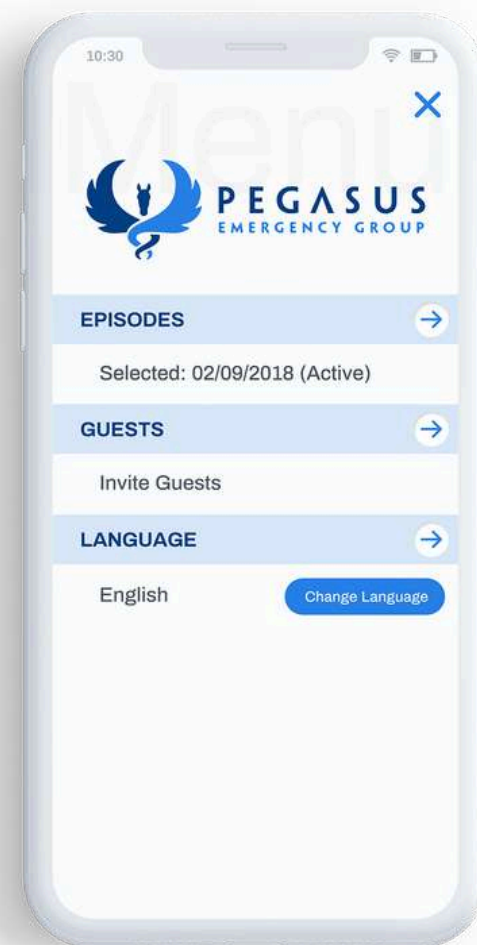 10:30
Menu
PEGASUS
EMERGENCY GROUP
EPISODES
Selected: 02/09/2018 (Active)
GUESTS
Invite Guests
LANGUAGE
English
Change Language